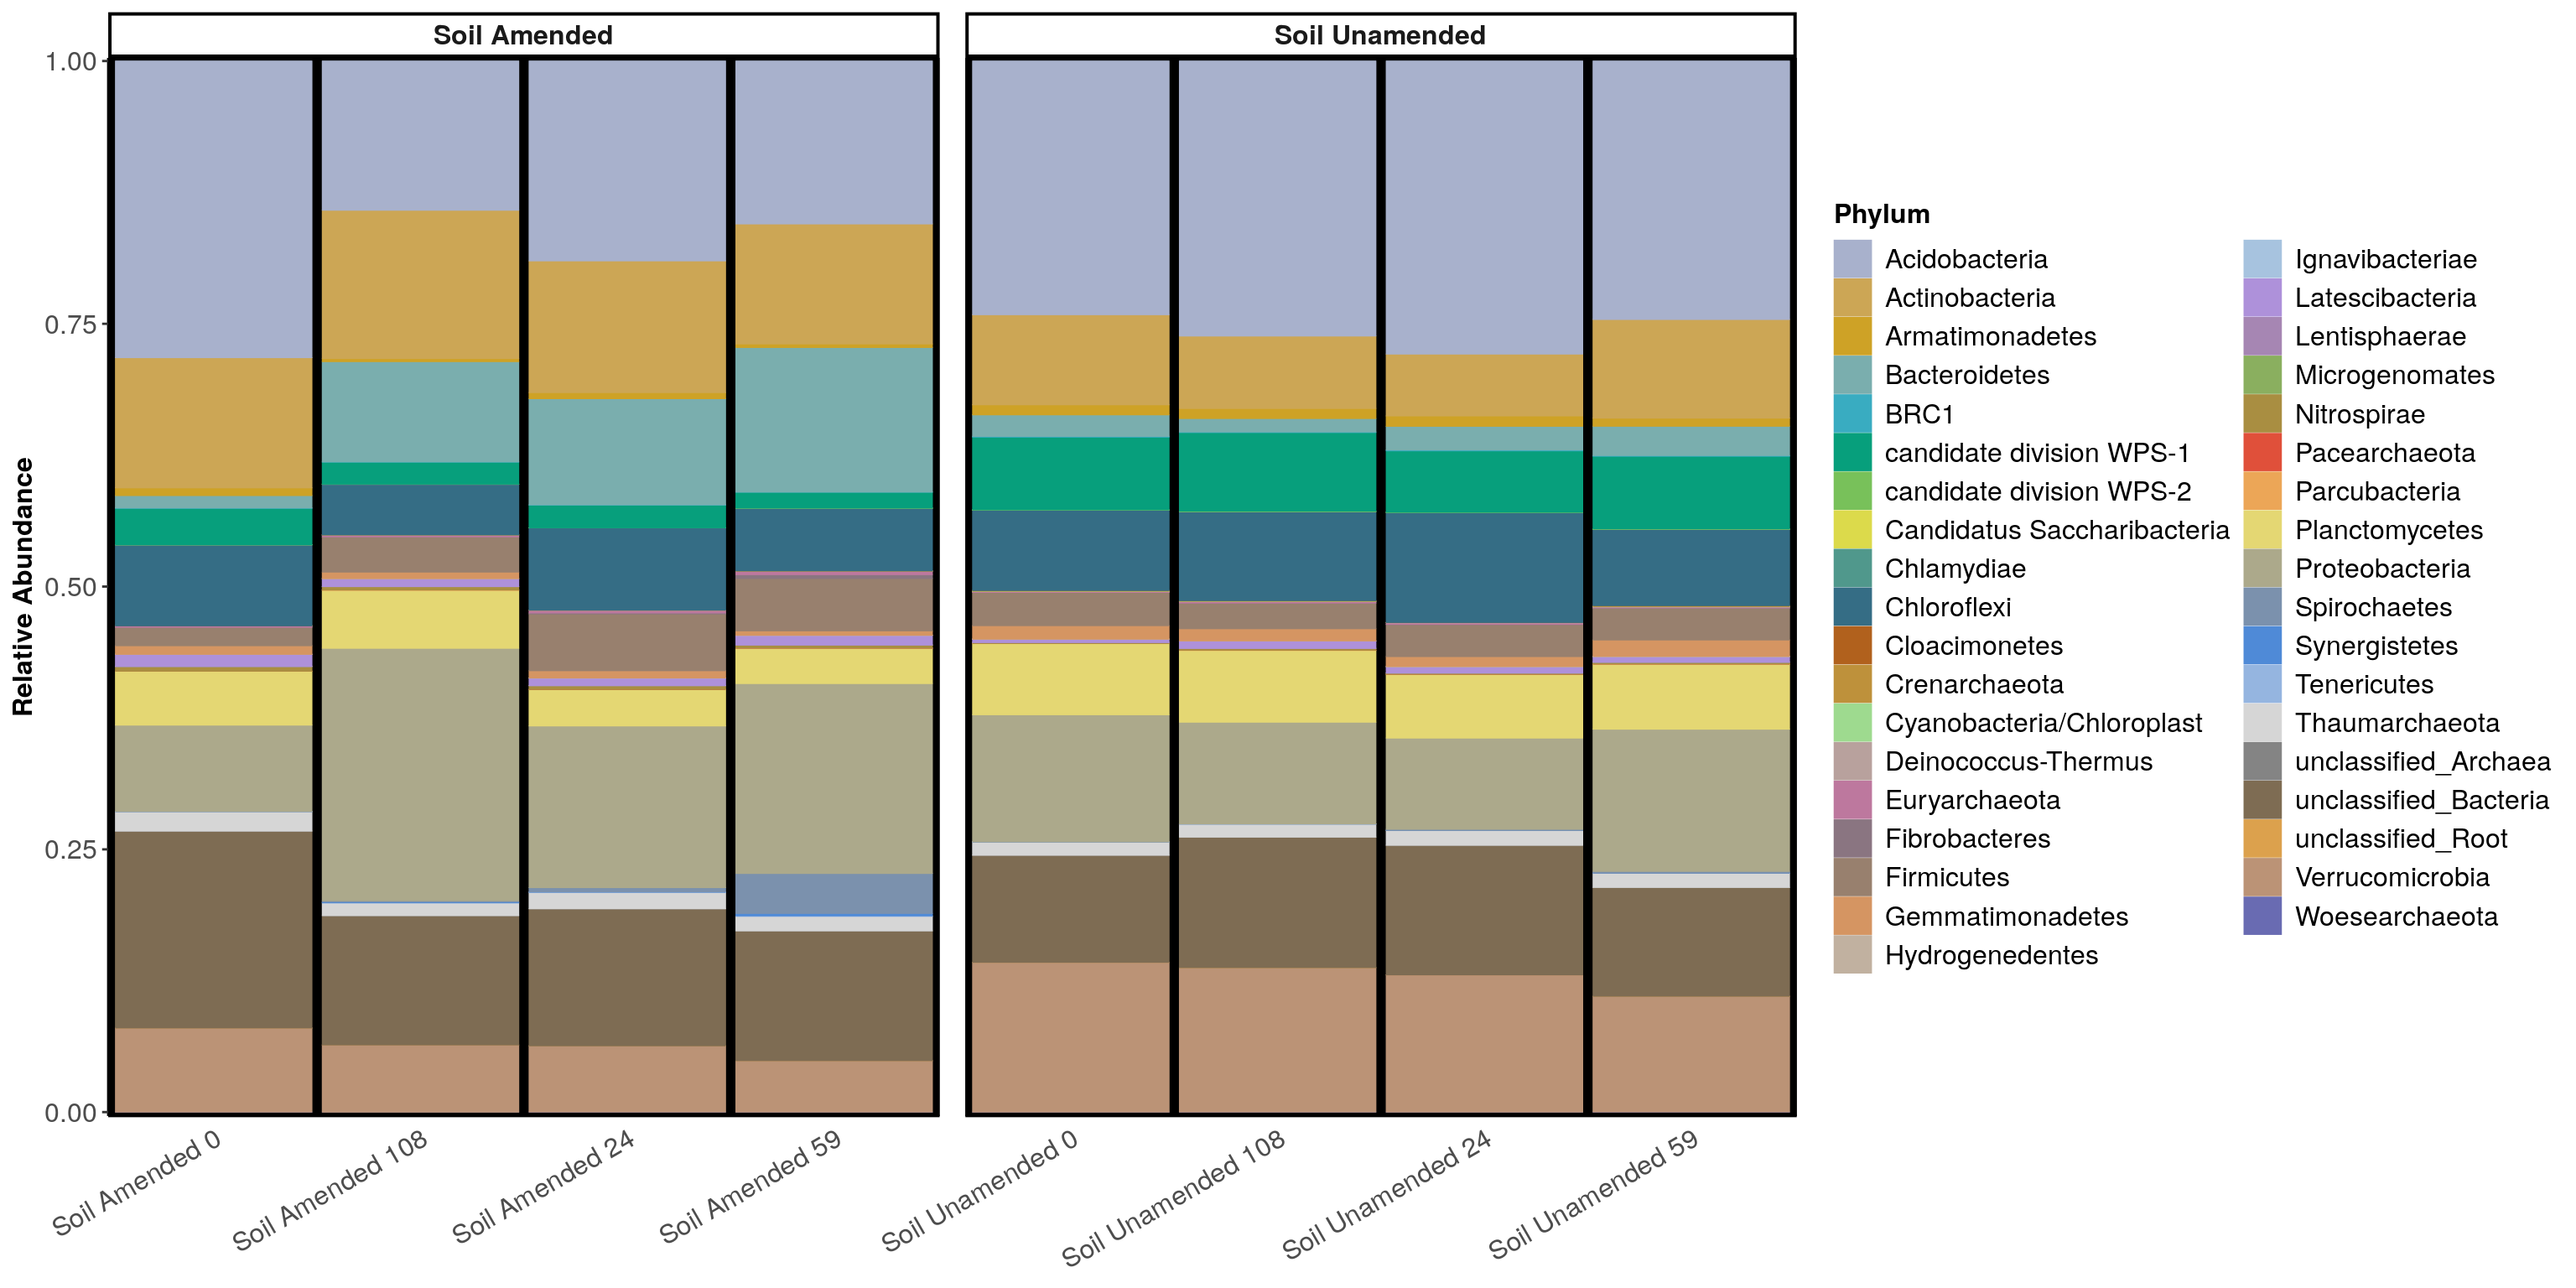 Soil Amended
Soil Unamended
1.00
0.75
0.50
0.25
0.00
Relative Abundance
Soil Amended 0
Soil Amended 108
Soil Amended 24
Soil Amended 59
Soil Unamended 0
Soil Unamended 108
Soil Unamended 24
Soil Unamended 59
Phylum
Acidobacteria
Actinobacteria
Armatimonadetes
Bacteroidetes
BRC1
candidate division WPS-1
candidate division WPS-2
Candidatus Saccharibacteria
Chlamydiae
Chloroflexi
Cloacimonetes
Crenarchaeota
Cyanobacteria/Chloroplast
Deinococcus-Thermus
Euryarchaeota
Fibrobacteres
Firmicutes
Gemmatimonadetes
Hydrogenedentes
Ignavibacteriae
Latescibacteria
Lentisphaerae
Microgenomates
Nitrospirae
Pacearchaeota
Parcubacteria
Planctomycetes
Proteobacteria
Spirochaetes
Synergistetes
Tenericutes
Thaumarchaeota
unclassified_Archaea
unclassified_Bacteria
unclassified_Root
Verrucomicrobia
Woesearchaeota